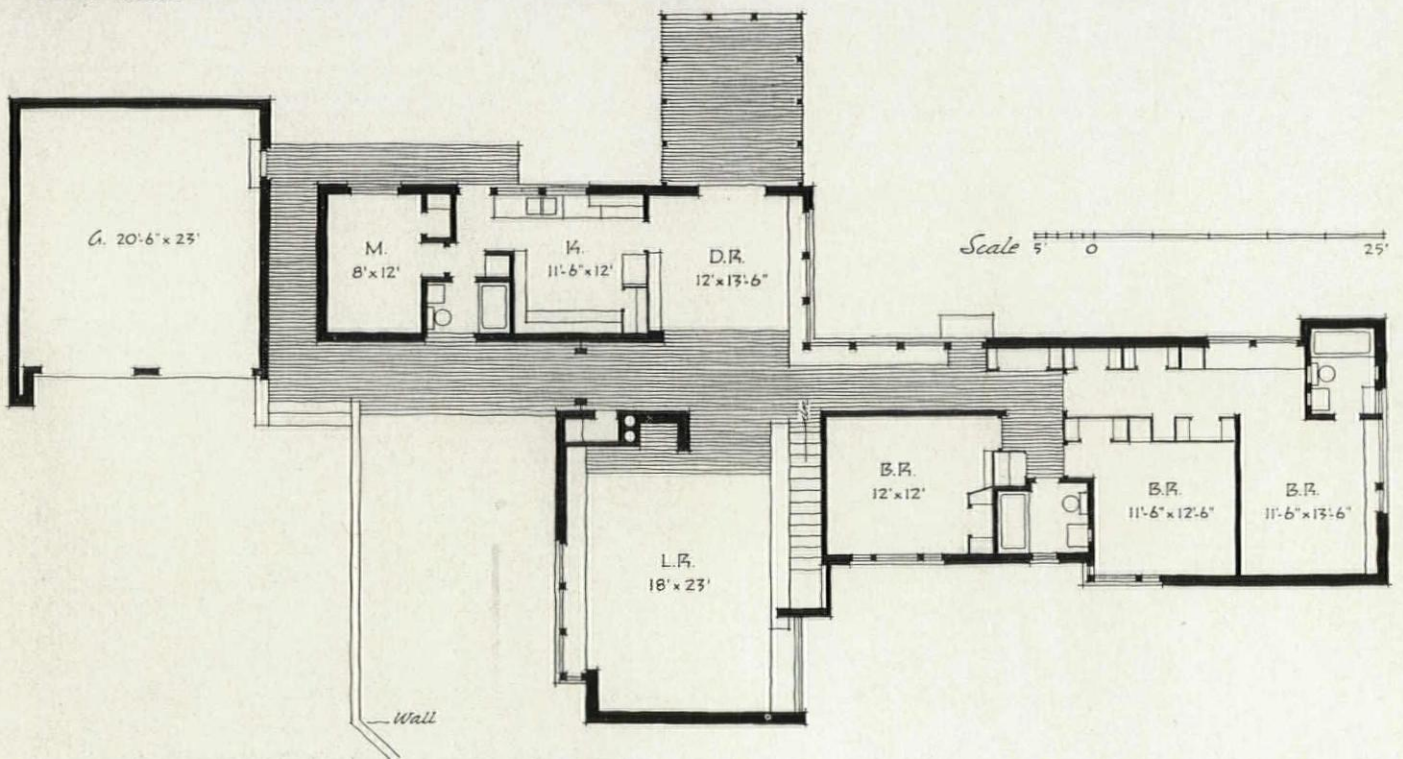 G. 20'-6" x 23'
M.
8' x 12'
K.
11'-6" x 12'
D.R.
12' x 13'-6"
Scale 5' 0 25'
B.R.
12' x 12'
B.R.
11'-6" x 12'-6"
B.R.
11'-6" x 13'-6"
L.R.
18' x 23'
Wall